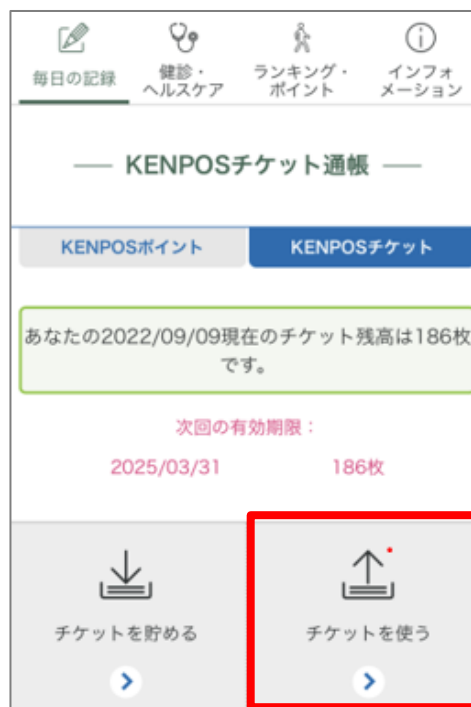 毎日の記録
健診・
ヘルスケア
ランキング・
ポイント
インフォ
メーション
KENPOSチケット通帳
KENPOSポイント
KENPOSチケット
あなたの2022/09/09現在のチケット残高は186枚
です。
次回の有効期限：
2025/03/31 186枚
チケットを貯める
チケットを使う